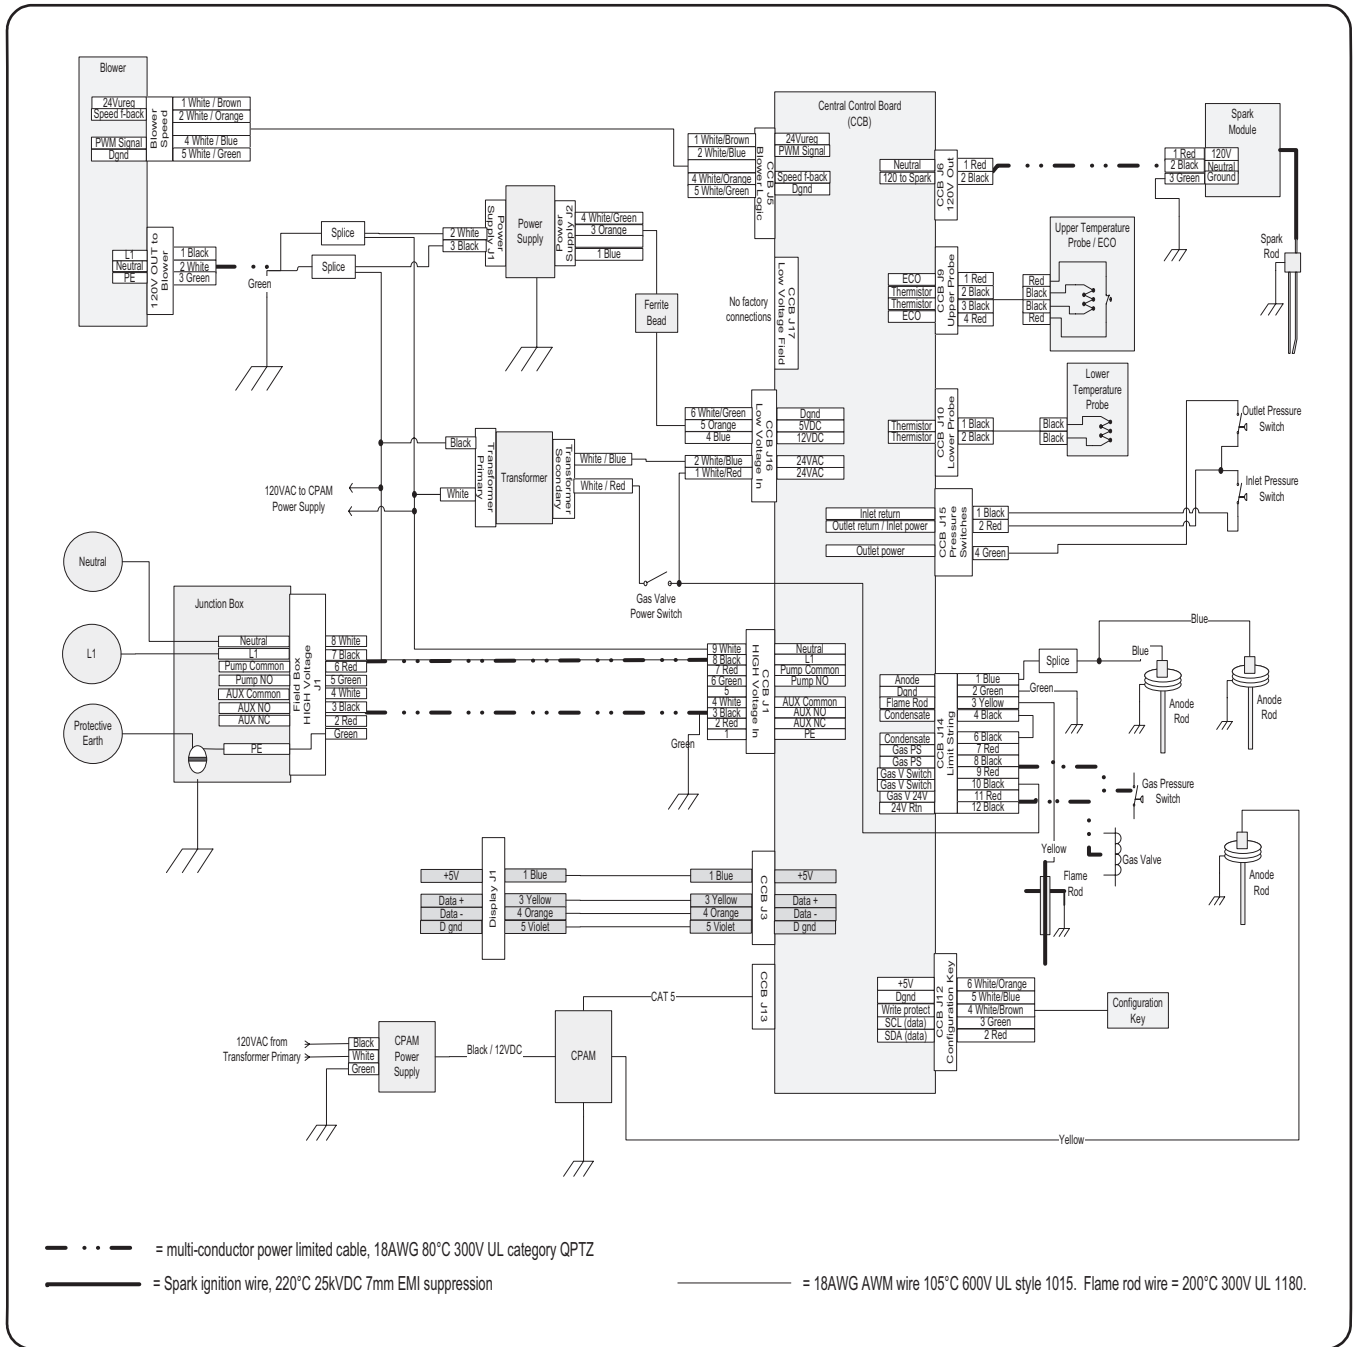 Blower
24Vureg
Speed f-back
PWM Signal
Dgnd
Blower Speed
1 White / Brown
2 White / Orange
4 White / Blue
5 White / Green
L1
Neutral
PE
120V OUT to Blower
1 Black
2 White
3 Green
Green
Splice
Splice
2 White
3 Black
Power Supply J1
Power Supply
Power Supply J2
4 White/Green
3 Orange
1 Blue
Ferrite Bead
Central Control Board
(CCB)
1 White/Brown
2 White/Blue
4 White/Orange
5 White/Green
CCB J5
Blower Logic
24Vureg
PWM Signal
Speed f-back
Dgnd
No factory
connections
CCB J17
Low Voltage Field
6 White/Green
5 Orange
4 Blue
2 White/Blue
1 White/Red
CCB J16
Low Voltage In
Dgnd
5VDC
12VDC
24VAC
24VAC
Black
White
Transformer Primary
Transformer
Transformer Secondary
White / Blue
White / Red
120VAC to CPAM
Power Supply
Gas Valve
Power Switch
Neutral
L1
Protective
Earth
Junction Box
Neutral
L1
Pump Common
Pump NO
AUX Common
AUX NO
AUX NC
PE
Field Box
HIGH Voltage
J1
8 White
7 Black
6 Red
5 Green
4 White
3 Black
2 Red
Green
9 White
8 Black
7 Red
6 Green
5
4 White
3 Black
2 Red
1
Green
CCB J1
HIGH Voltage In
Neutral
L1
Pump Common
Pump NO
AUX Common
AUX NO
AUX NC
PE
+5V
Data +
Data -
D gnd
Display J1
1 Blue
3 Yellow
4 Orange
5 Violet
1 Blue
3 Yellow
4 Orange
5 Violet
CCB J3
+5V
Data +
Data -
D gnd
CCB J13
CAT 5
120VAC from
Transformer Primary
Black
White
Green
CPAM
Power
Supply
Black / 12VDC
CPAM
Yellow
Neutral
120 to Spark
CCB J6
120V Out
1 Red
2 Black
1 Red
2 Black
3 Green
120V
Neutral
Ground
Spark
Module
Spark
Rod
ECO
Thermistor
Thermistor
ECO
CCB J9
Upper Probe
1 Red
2 Black
3 Black
4 Red
Red
Black
Black
Red
Upper Temperature
Probe / ECO
Thermistor
Thermistor
CCB J10
Lower Probe
1 Black
2 Black
Black
Black
Lower
Temperature
Probe
Outlet Pressure
Switch
Inlet Pressure
Switch
Inlet return
Outlet return / Inlet power
Outlet power
CCB J15
Pressure
Switches
1 Black
2 Red
4 Green
Anode
Dgnd
Flame Rod
Condensate
Condensate
Gas PS
Gas PS
Gas V Switch
Gas V Switch
Gas V 24V
24V Rtn
CCB J14
Limit String
1 Blue
2 Green
3 Yellow
4 Black
6 Black
7 Red
8 Black
9 Red
10 Black
11 Red
12 Black
Green
Splice
Blue
Blue
Anode
Rod
Anode
Rod
Gas Pressure
Switch
Gas Valve
Yellow
Flame
Rod
Anode
Rod
+5V
Dgnd
Write protect
SCL (data)
SDA (data)
CCB J12
Configuration Key
6 White/Orange
5 White/Blue
4 White/Brown
3 Green
2 Red
Configuration
Key
= multi-conductor power limited cable, 18AWG 80°C 300V UL category QPTZ
= Spark ignition wire, 220°C 25kVDC 7mm EMI suppression
= 18AWG AWM wire 105°C 600V UL style 1015. Flame rod wire = 200°C 300V UL 1180.